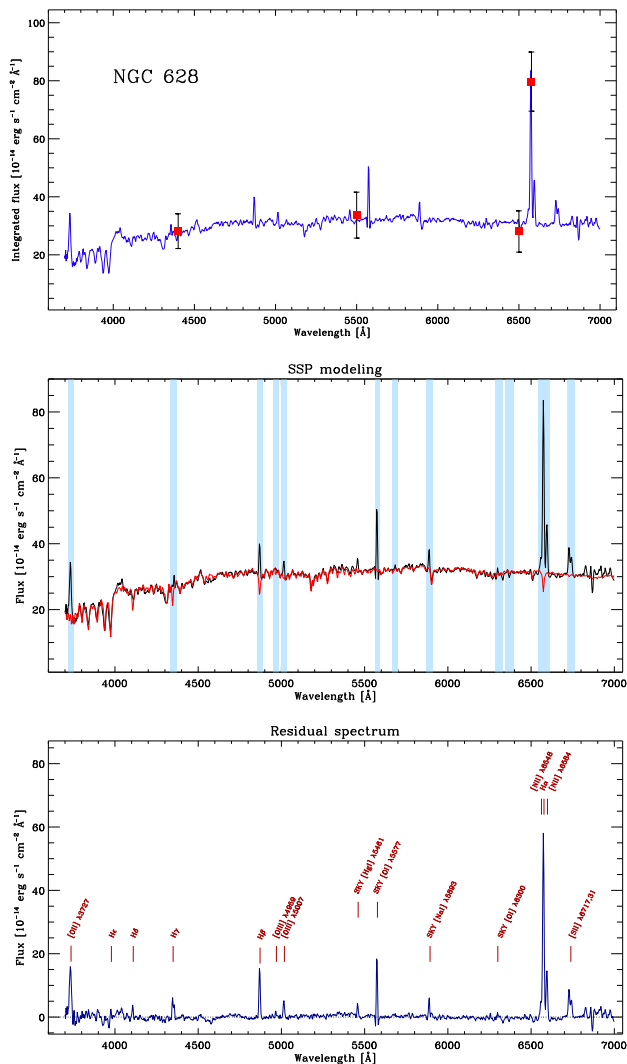 100
80
60
40
20
NGC 628
Integrated flux [10⁻¹⁴ erg s⁻¹ cm⁻² Å⁻¹]
4000 4500 5000 5500 6000 6500 7000
Wavelength [Å]
SSP modeling
80
60
40
20
Flux [10⁻¹⁴ erg s⁻¹ cm⁻² Å⁻¹]
4000 4500 5000 5500 6000 6500 7000
Wavelength [Å]
Residual spectrum
80
60
40
20
0
Flux [10⁻¹⁴ erg s⁻¹ cm⁻² Å⁻¹]
[OII] λ3727
Hε
Hδ
Hγ
Hβ
[OIII] λ4959
[OIII] λ5007
SKY [HgI] λ5461
SKY [OI] λ5577
SKY [NaI] λ5893
SKY [OI] λ6300
[NII] λ6548
Hα
[NII] λ6584
[SII] λ6717,31
4000 4500 5000 5500 6000 6500 7000
Wavelength [Å]